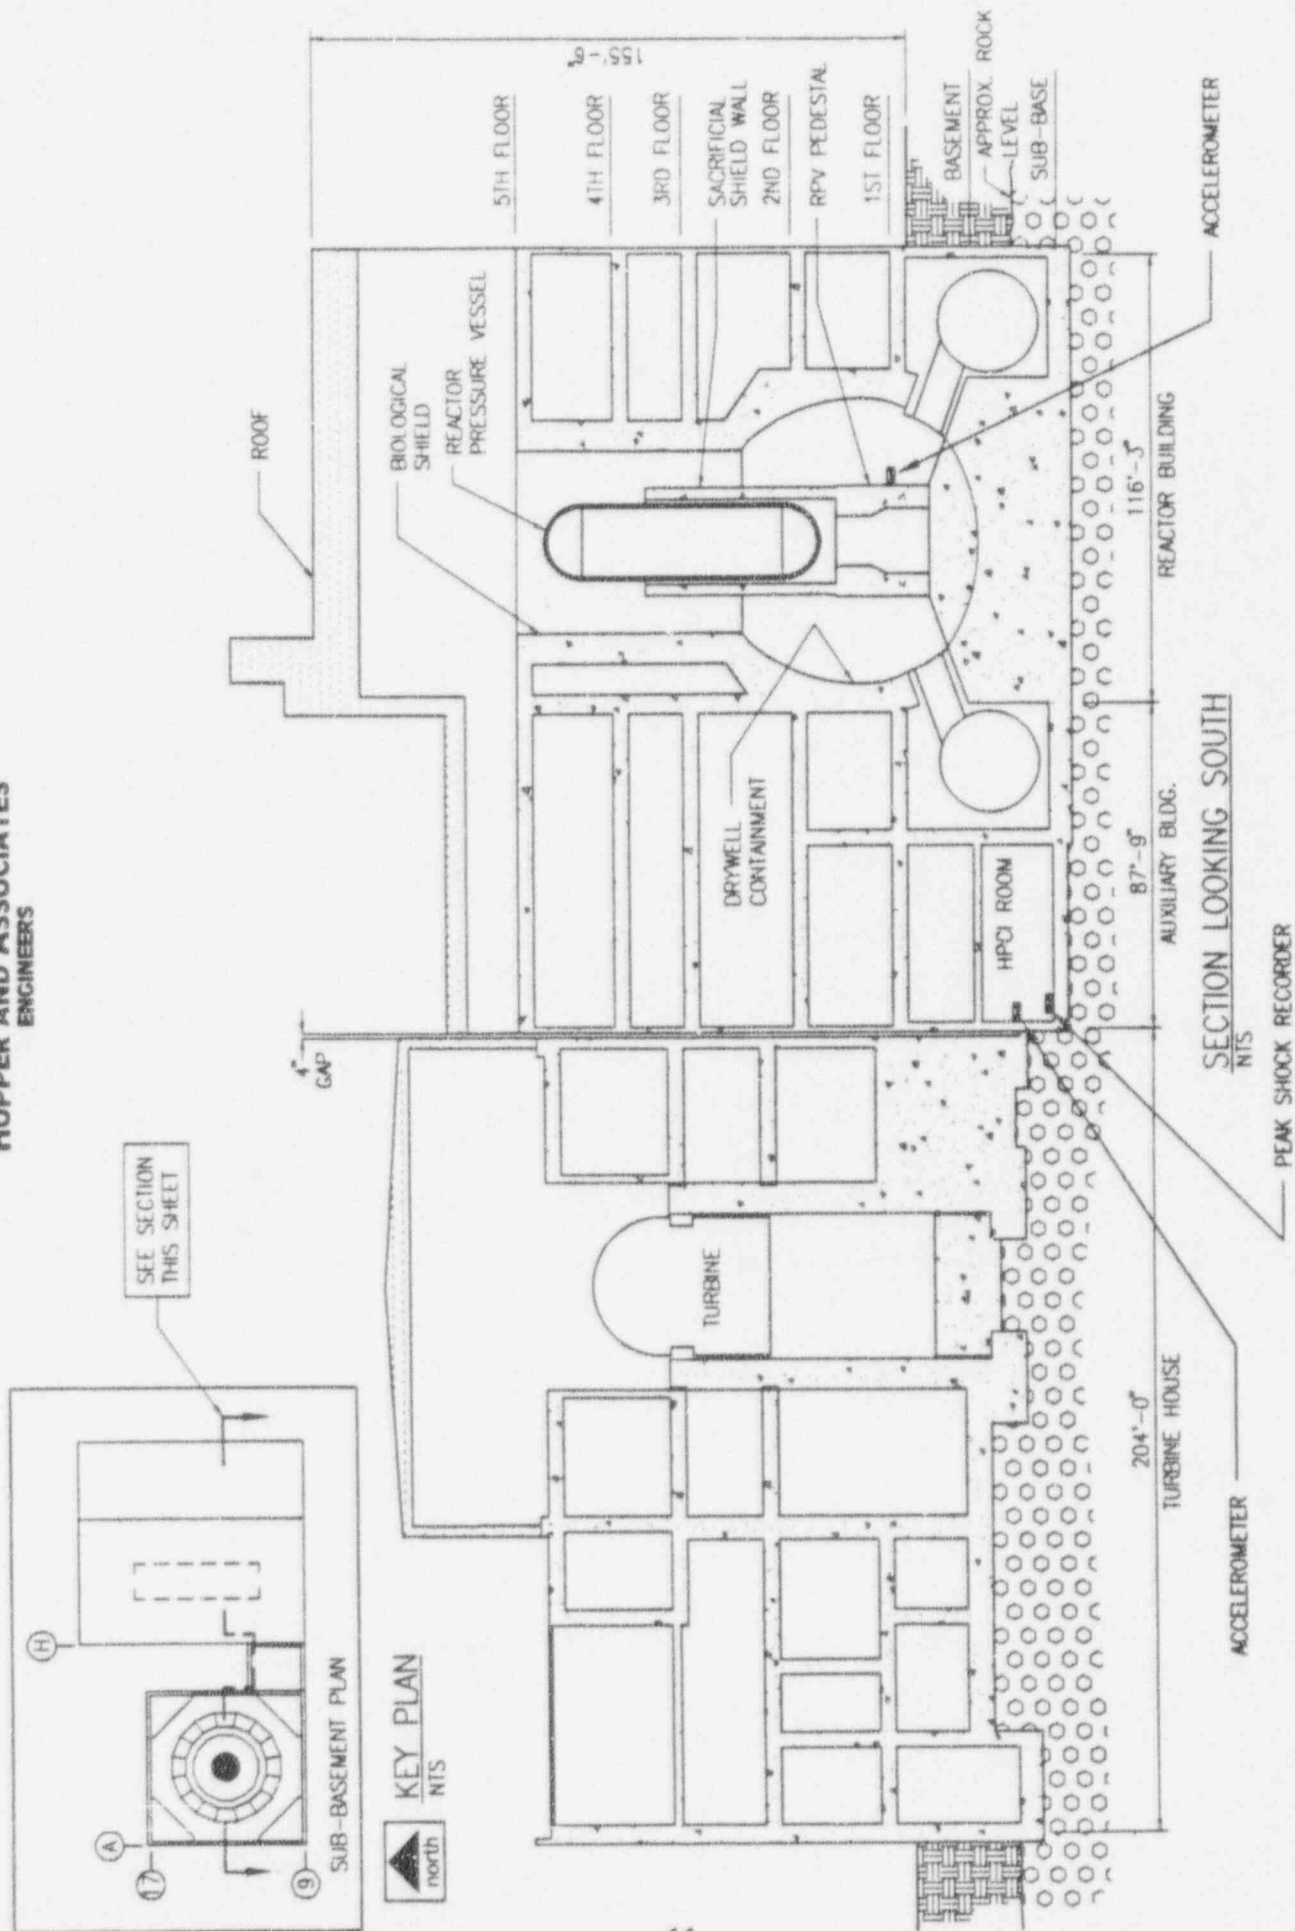 HOPPER AND ASSOCIATES
ENGINEERS
SEE SECTION
THIS SHEET
H
A
17
9
SUB-BASEMENT PLAN
north
KEY PLAN
NTS
ROOF
4"
GAP
BIOLOGICAL
SHIELD
REACTOR
PRESSURE VESSEL
155'-6"
5TH FLOOR
4TH FLOOR
3RD FLOOR
SACRIFICIAL
SHIELD WALL
2ND FLOOR
RPV PEDESTAL
1ST FLOOR
BASEMENT
APPROX. ROCK
LEVEL
SUB-BASE
TURBINE
DRYWELL
CONTAINMENT
HPCI ROOM
204'-0"
87'-9"
116'-3"
TURBINE HOUSE
AUXILIARY BLDG.
REACTOR BUILDING
ACCELEROMETER
SECTION LOOKING SOUTH
NTS
ACCELEROMETER
PEAK SHOCK RECORDER